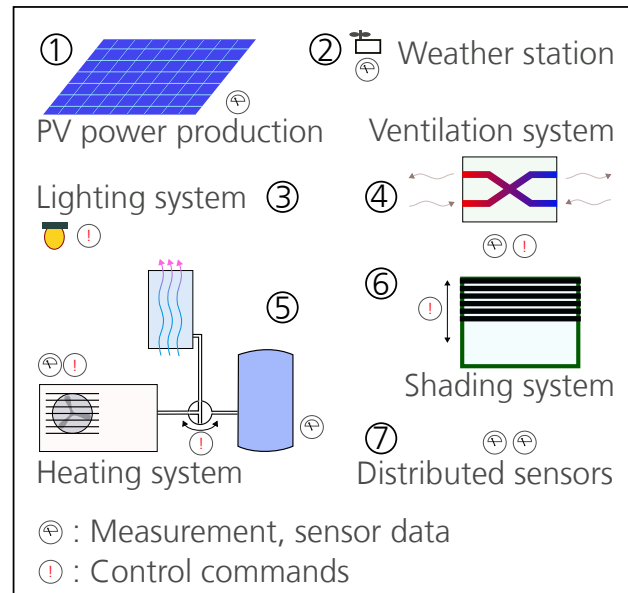 ① ② Weather station
PV power production
Ventilation system
Lighting system ③
④
!
!
⑤
⑥
!
Shading system
!
!
⑦
Heating system
Distributed sensors
: Measurement, sensor data
! : Control commands